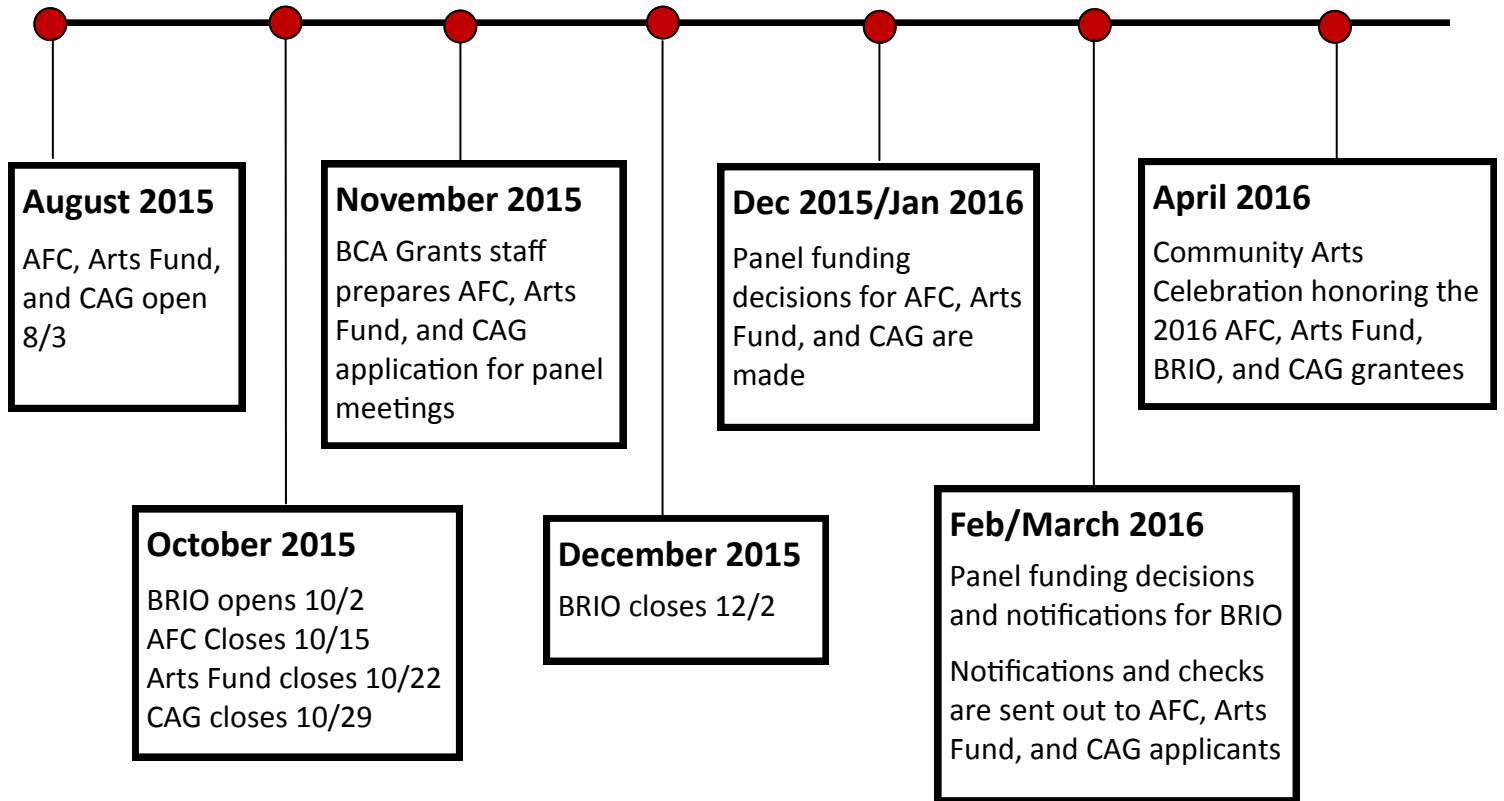 August 2015
AFC, Arts Fund,
and CAG open
8/3
October 2015
BRIO opens 10/2
AFC Closes 10/15
Arts Fund closes 10/22
CAG closes 10/29
November 2015
BCA Grants staff
prepares AFC, Arts
Fund, and CAG
application for panel
meetings
December 2015
BRIO closes 12/2
Dec 2015/Jan 2016
Panel funding
decisions for AFC, Arts
Fund, and CAG are
made
Feb/March 2016
Panel funding decisions
and notifications for BRIO
Notifications and checks
are sent out to AFC, Arts
Fund, and CAG applicants
April 2016
Community Arts
Celebration honoring the
2016 AFC, Arts Fund,
BRIO, and CAG grantees